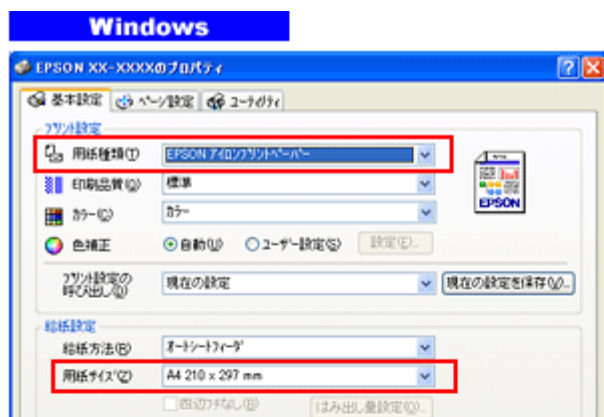 Windows
EPSON XX-XXXXのプロパティ
基本設定 ページ設定 ユーティリティ
プリント設定
用紙種類(T) EPSON アイロンプリントペーパー
印刷品質(Q) 標準
カラー(C) カラー
EPSON
色補正 自動(U) ユーザー設定(S) 設定(E)...
プリント設定の
呼び出し(D) 現在の設定 現在の設定を保存(V)...
給紙設定
給紙方法(R) オートシートフィーダ
用紙サイズ(Z) A4 210 x 297 mm
四辺フチなし(B) はみ出し量設定(O)...